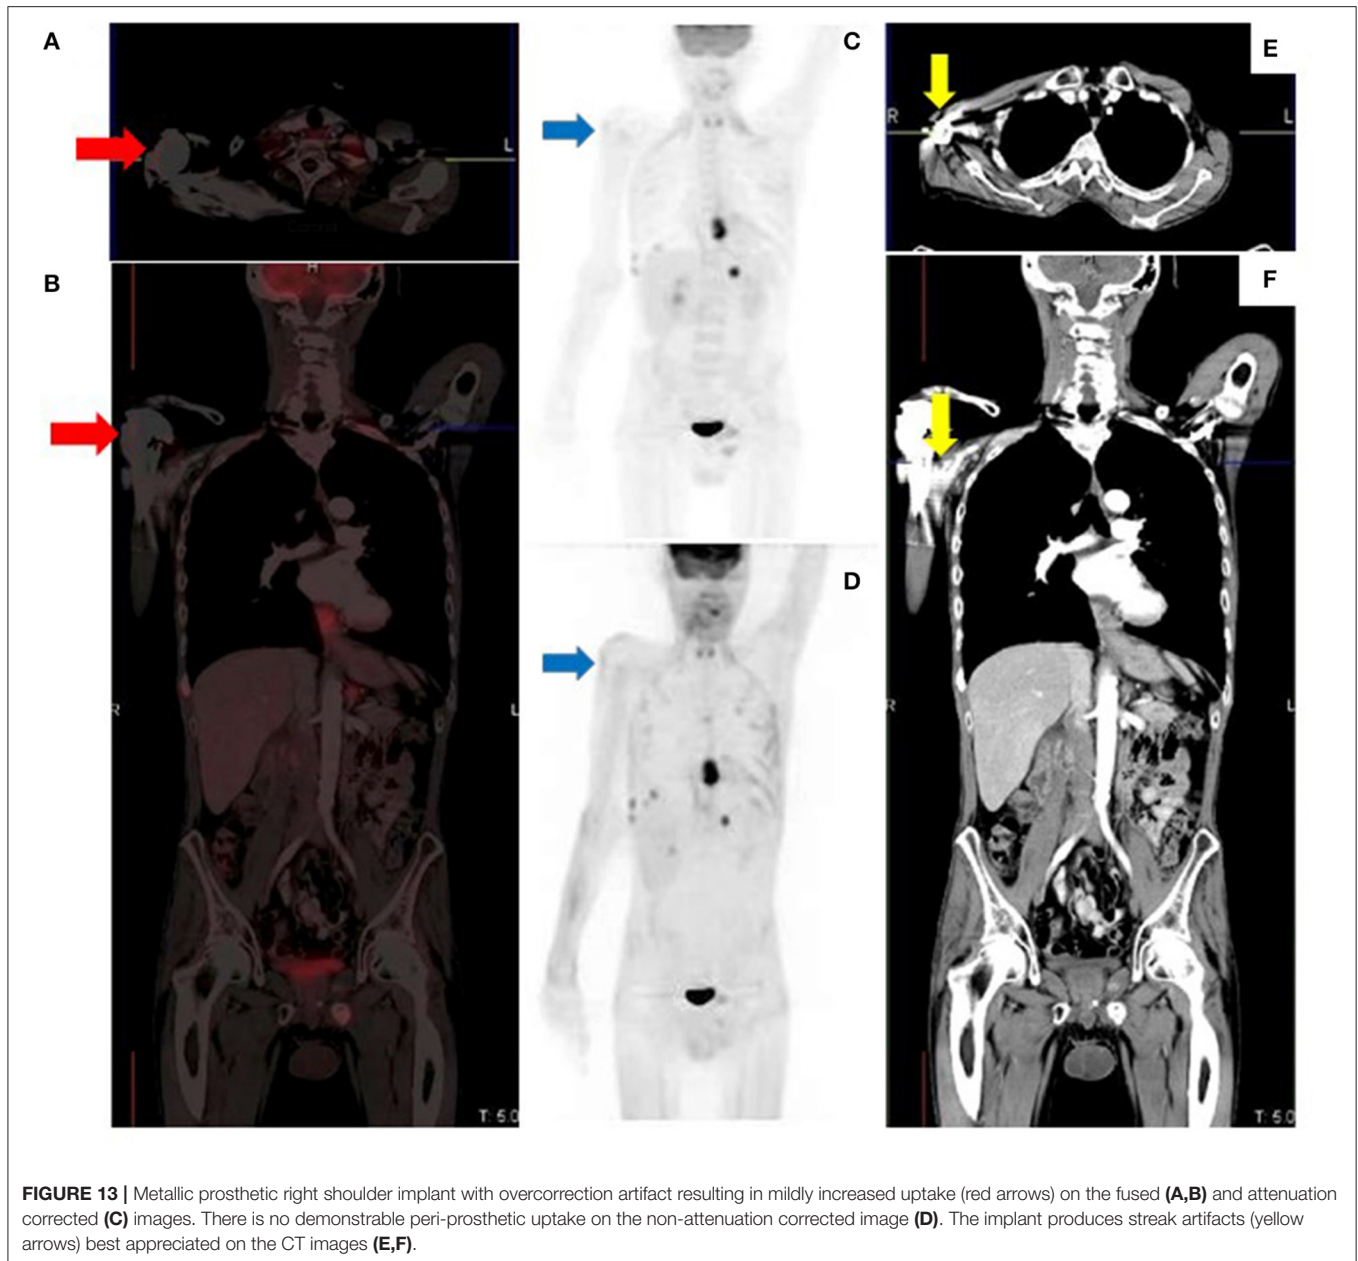 A
C
E
R
L
L
B
H
F
D
R
L
R
L
T: 5.0
T: 5.0
FIGURE 13 | Metallic prosthetic right shoulder implant with overcorrection artifact resulting in mildly increased uptake (red arrows) on the fused (A,B) and attenuation
corrected (C) images. There is no demonstrable peri-prosthetic uptake on the non-attenuation corrected image (D). The implant produces streak artifacts (yellow
arrows) best appreciated on the CT images (E,F).